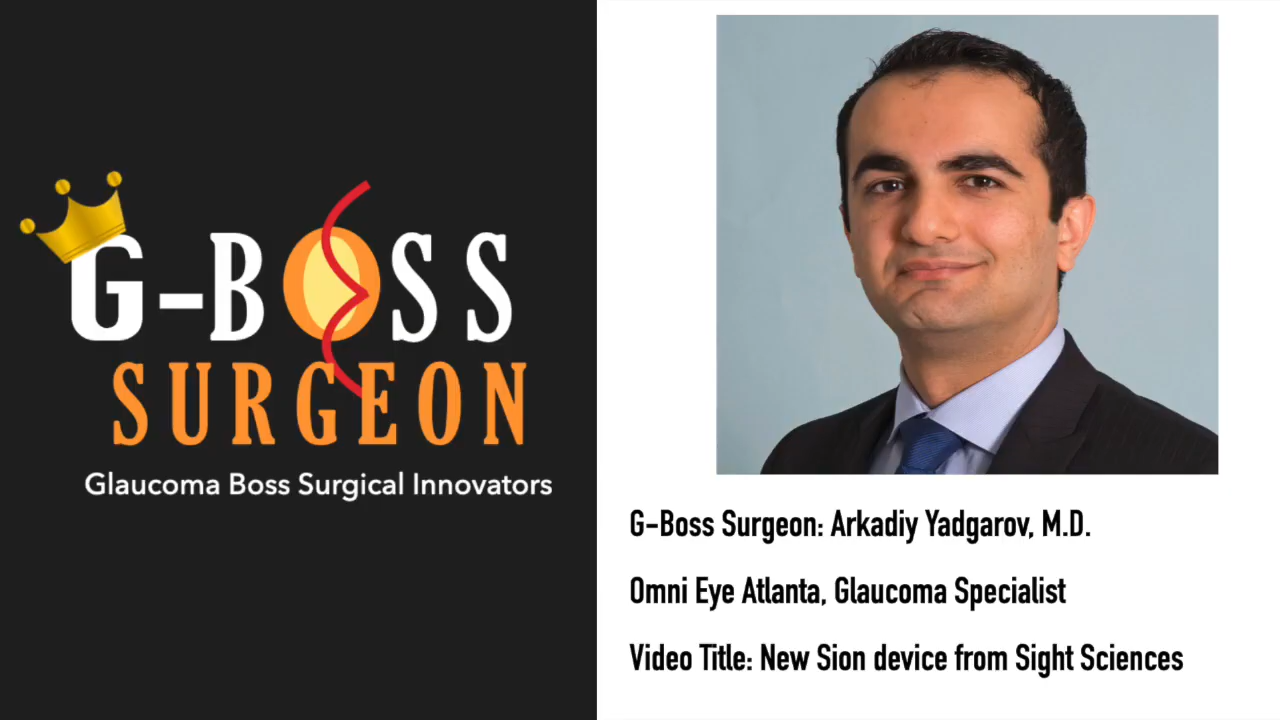 G-BOSS
SURGEON
Glaucoma Boss Surgical Innovators
G-Boss Surgeon: Arkadiy Yadgarov, M.D.
Omni Eye Atlanta, Glaucoma Specialist
Video Title: New Sion device from Sight Sciences